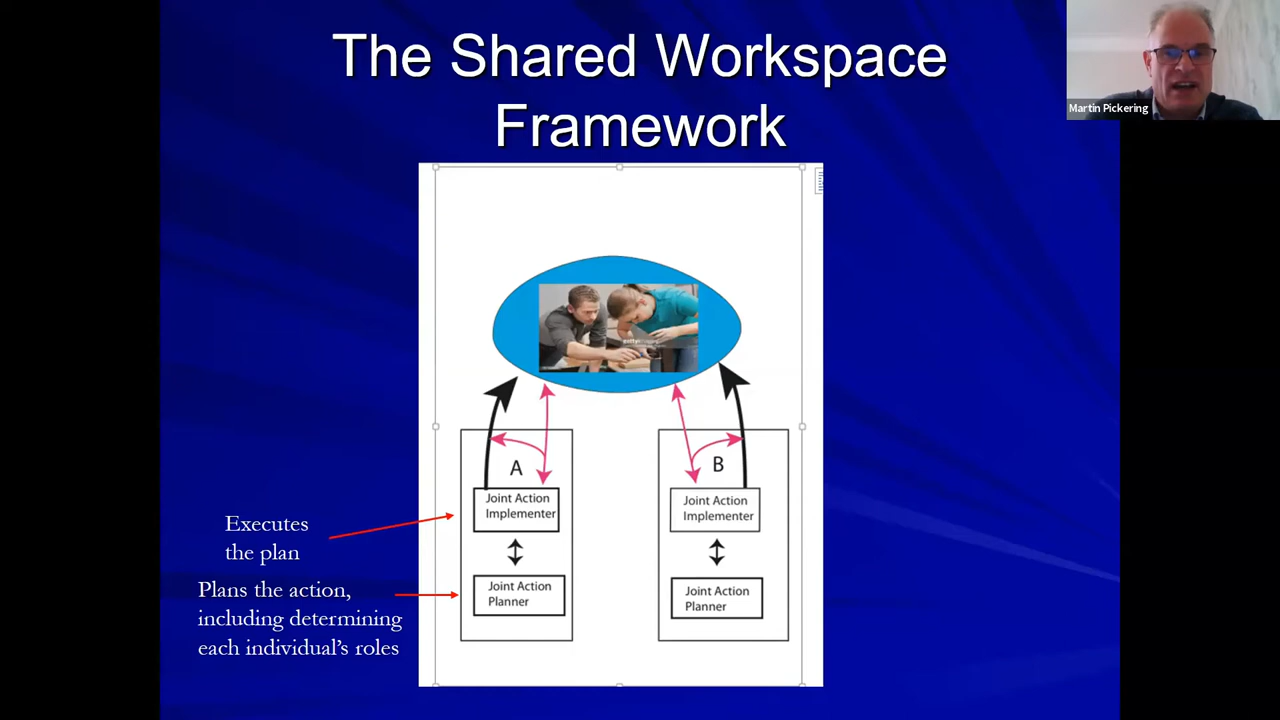 The Shared Workspace
Framework
Martin Pickering
A
B
Joint Action
Implementer
Joint Action
Implementer
Executes
the plan
Joint Action
Planner
Joint Action
Planner
Plans the action,
including determining
each individual's roles